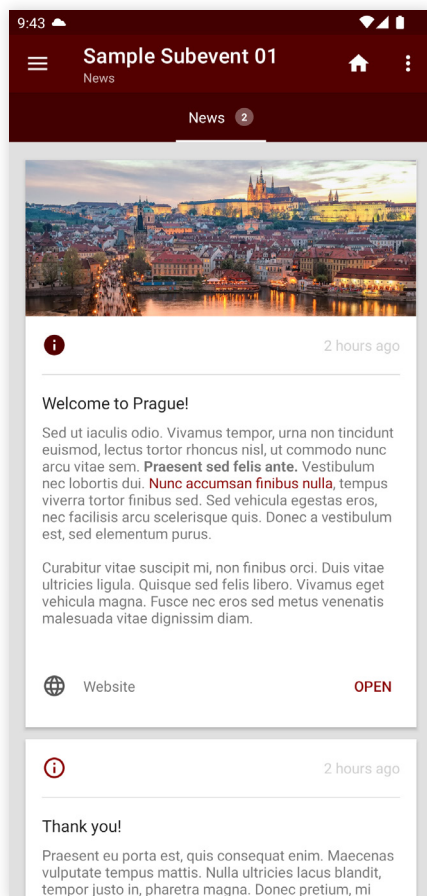 9:43
Sample Subevent 01
News
News 2
2 hours ago
Welcome to Prague!
Sed ut iaculis odio. Vivamus tempor, urna non tincidunt
euismod, lectus tortor rhoncus nisl, ut commodo nunc
arcu vitae sem. Praesent sed felis ante. Vestibulum
nec lobortis dui. Nunc accumsan finibus nulla, tempus
viverra tortor finibus sed. Sed vehicula egestas eros,
nec facilisis arcu scelerisque quis. Donec a vestibulum
est, sed elementum purus.
Curabitur vitae suscipit mi, non finibus orci. Duis vitae
ultricies ligula. Quisque sed felis libero. Vivamus eget
vehicula magna. Fusce nec eros sed metus venenatis
malesuada vitae dignissim diam.
Website OPEN
2 hours ago
Thank you!
Praesent eu porta est, quis consequat enim. Maecenas
vulputate tempus mattis. Nulla ultricies lacus blandit,
tempor justo in, pharetra magna. Donec pretium, mi